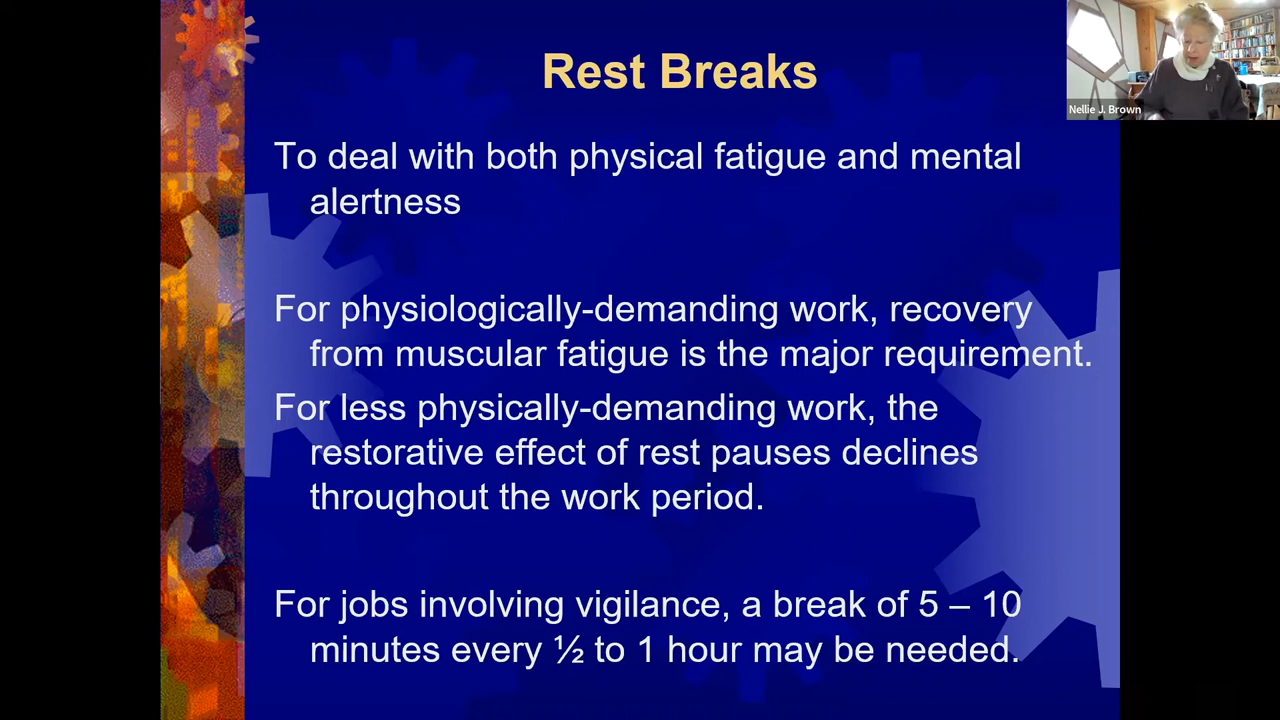 Rest Breaks
Nellie J. Brown
To deal with both physical fatigue and mental
alertness
For physiologically-demanding work, recovery
from muscular fatigue is the major requirement.
For less physically-demanding work, the
restorative effect of rest pauses declines
throughout the work period.
For jobs involving vigilance, a break of 5 – 10
minutes every ½ to 1 hour may be needed.